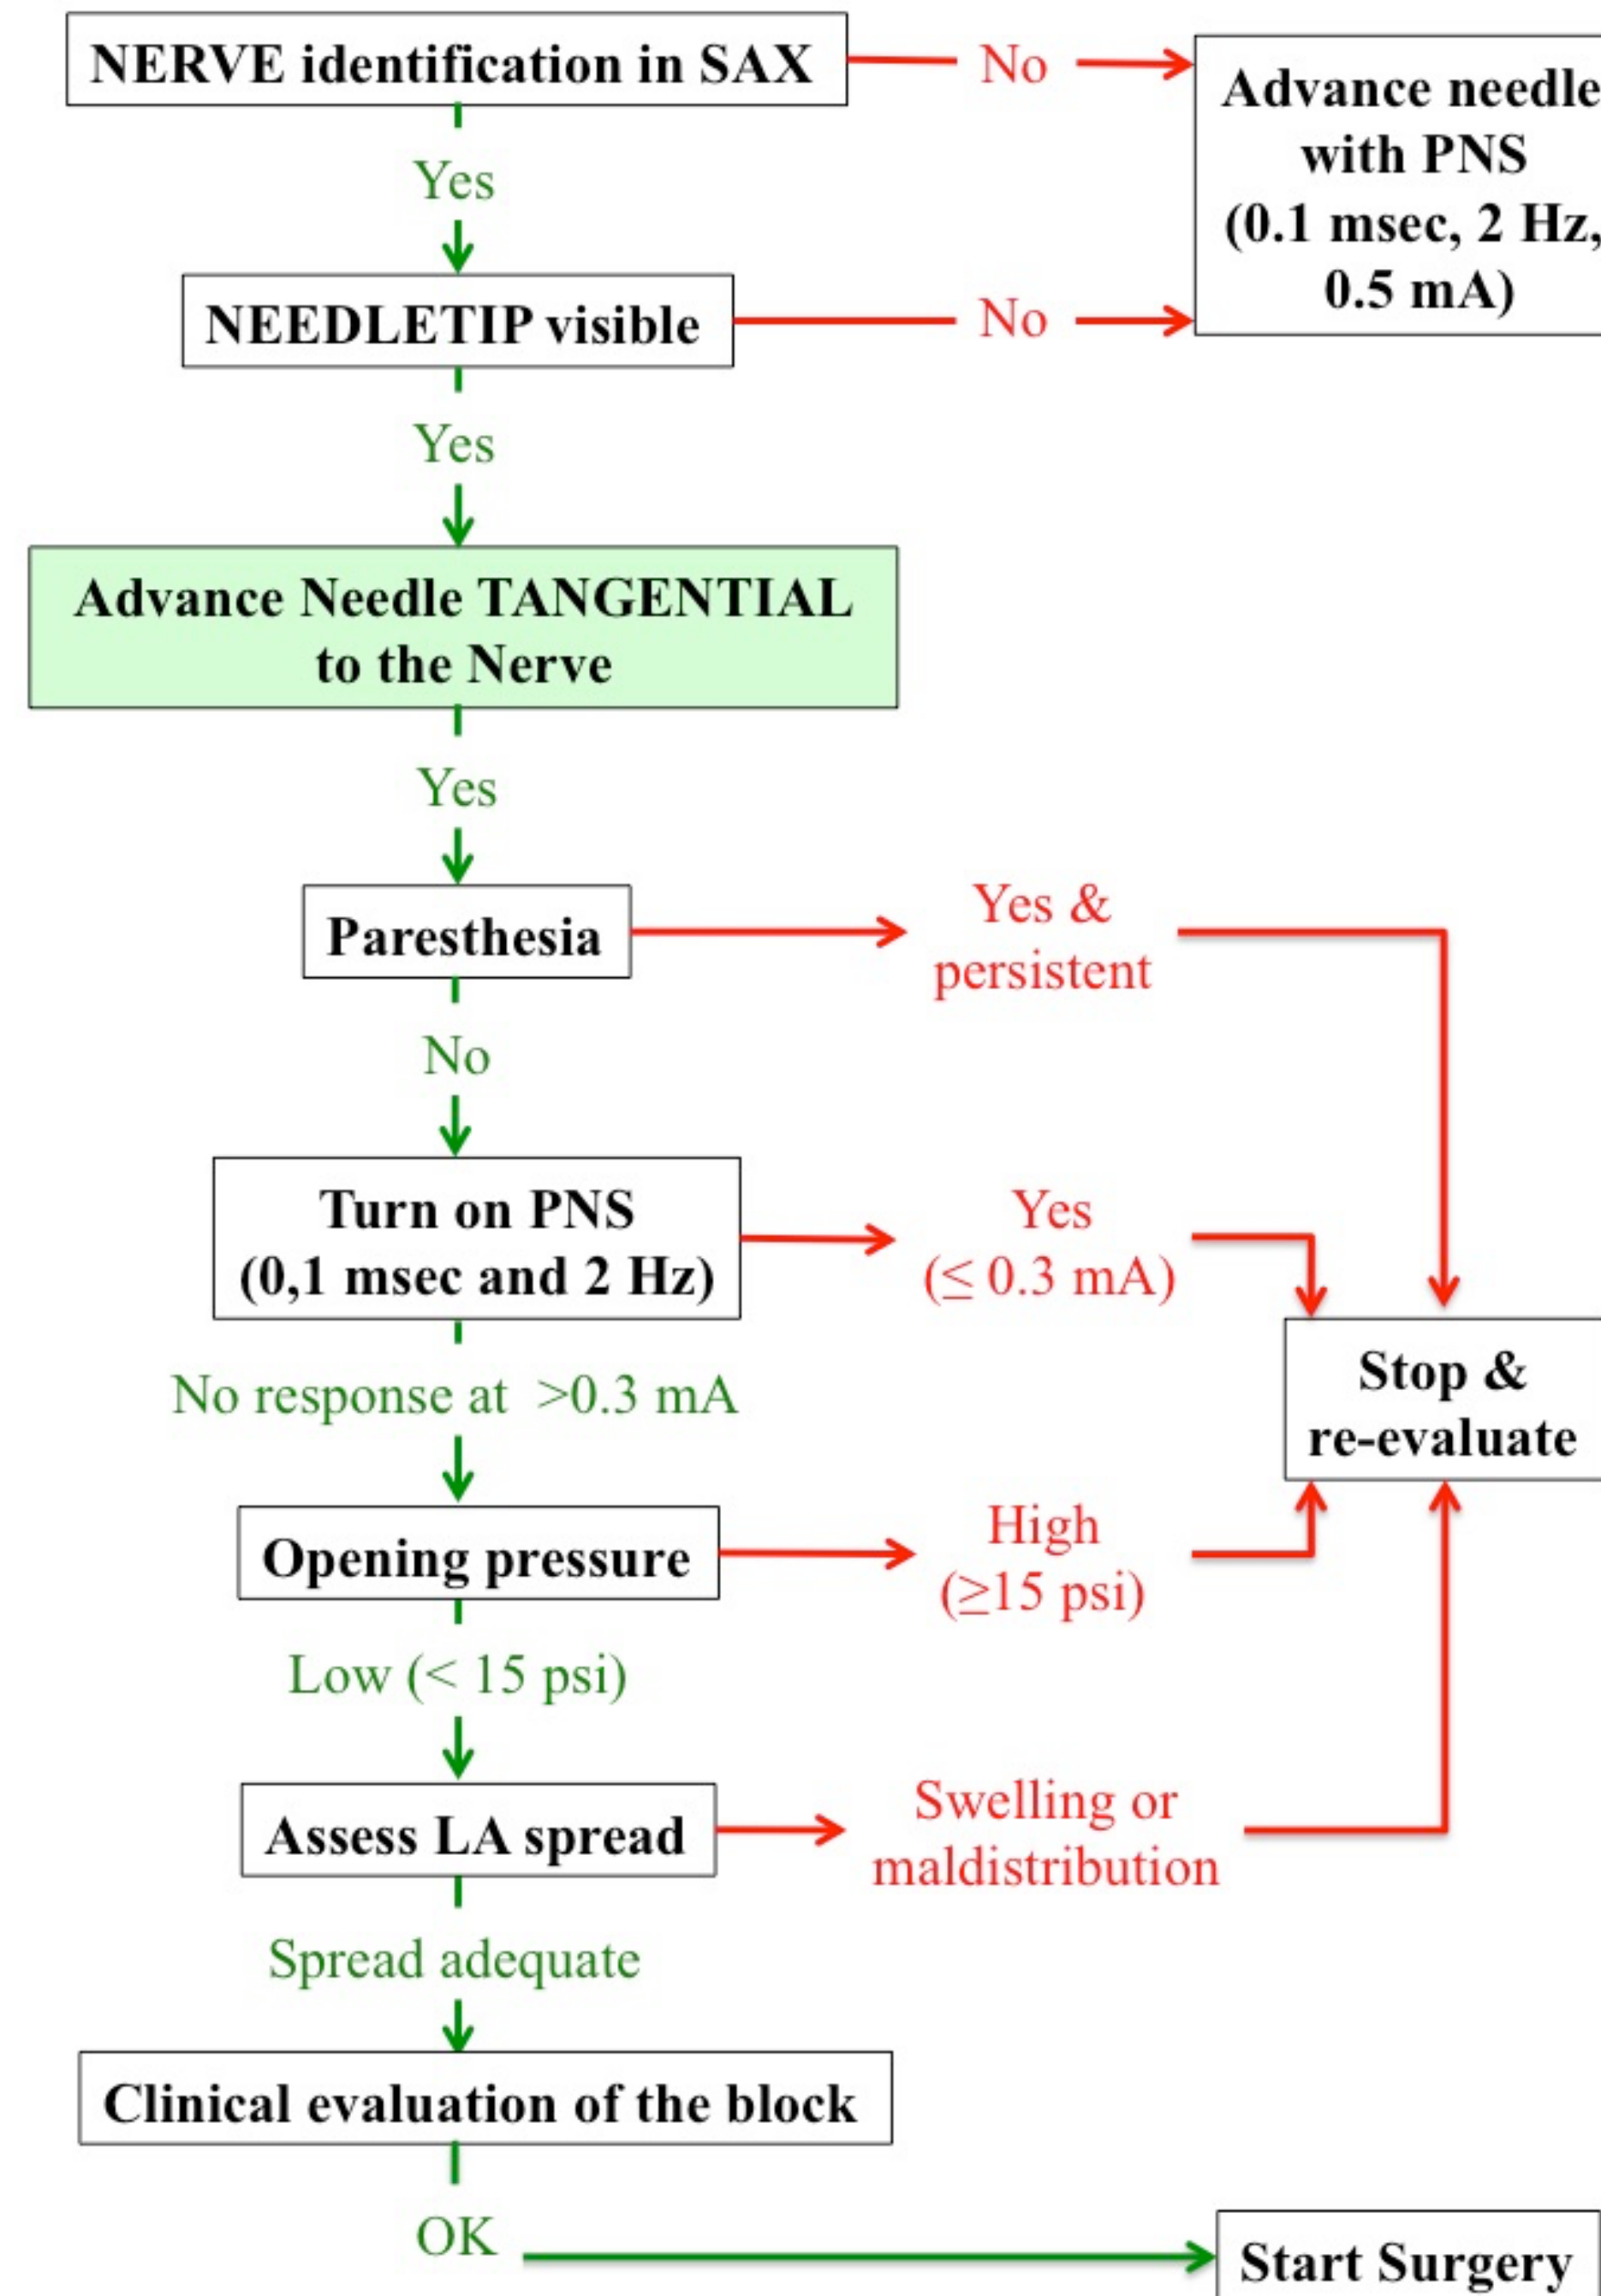 NERVE identification in SAX
No
Advance needle
with PNS
(0.1 msec, 2 Hz,
0.5 mA)
Yes
NEEDLETIP visible
No
Yes
Advance Needle TANGENTIAL
to the Nerve
Yes
Paresthesia
Yes &
persistent
No
Turn on PNS
(0,1 msec and 2 Hz)
Yes
(≤ 0.3 mA)
Stop &
re-evaluate
No response at >0.3 mA
Opening pressure
High
(≥15 psi)
Low (< 15 psi)
Assess LA spread
Swelling or
maldistribution
Spread adequate
Clinical evaluation of the block
OK
Start Surgery